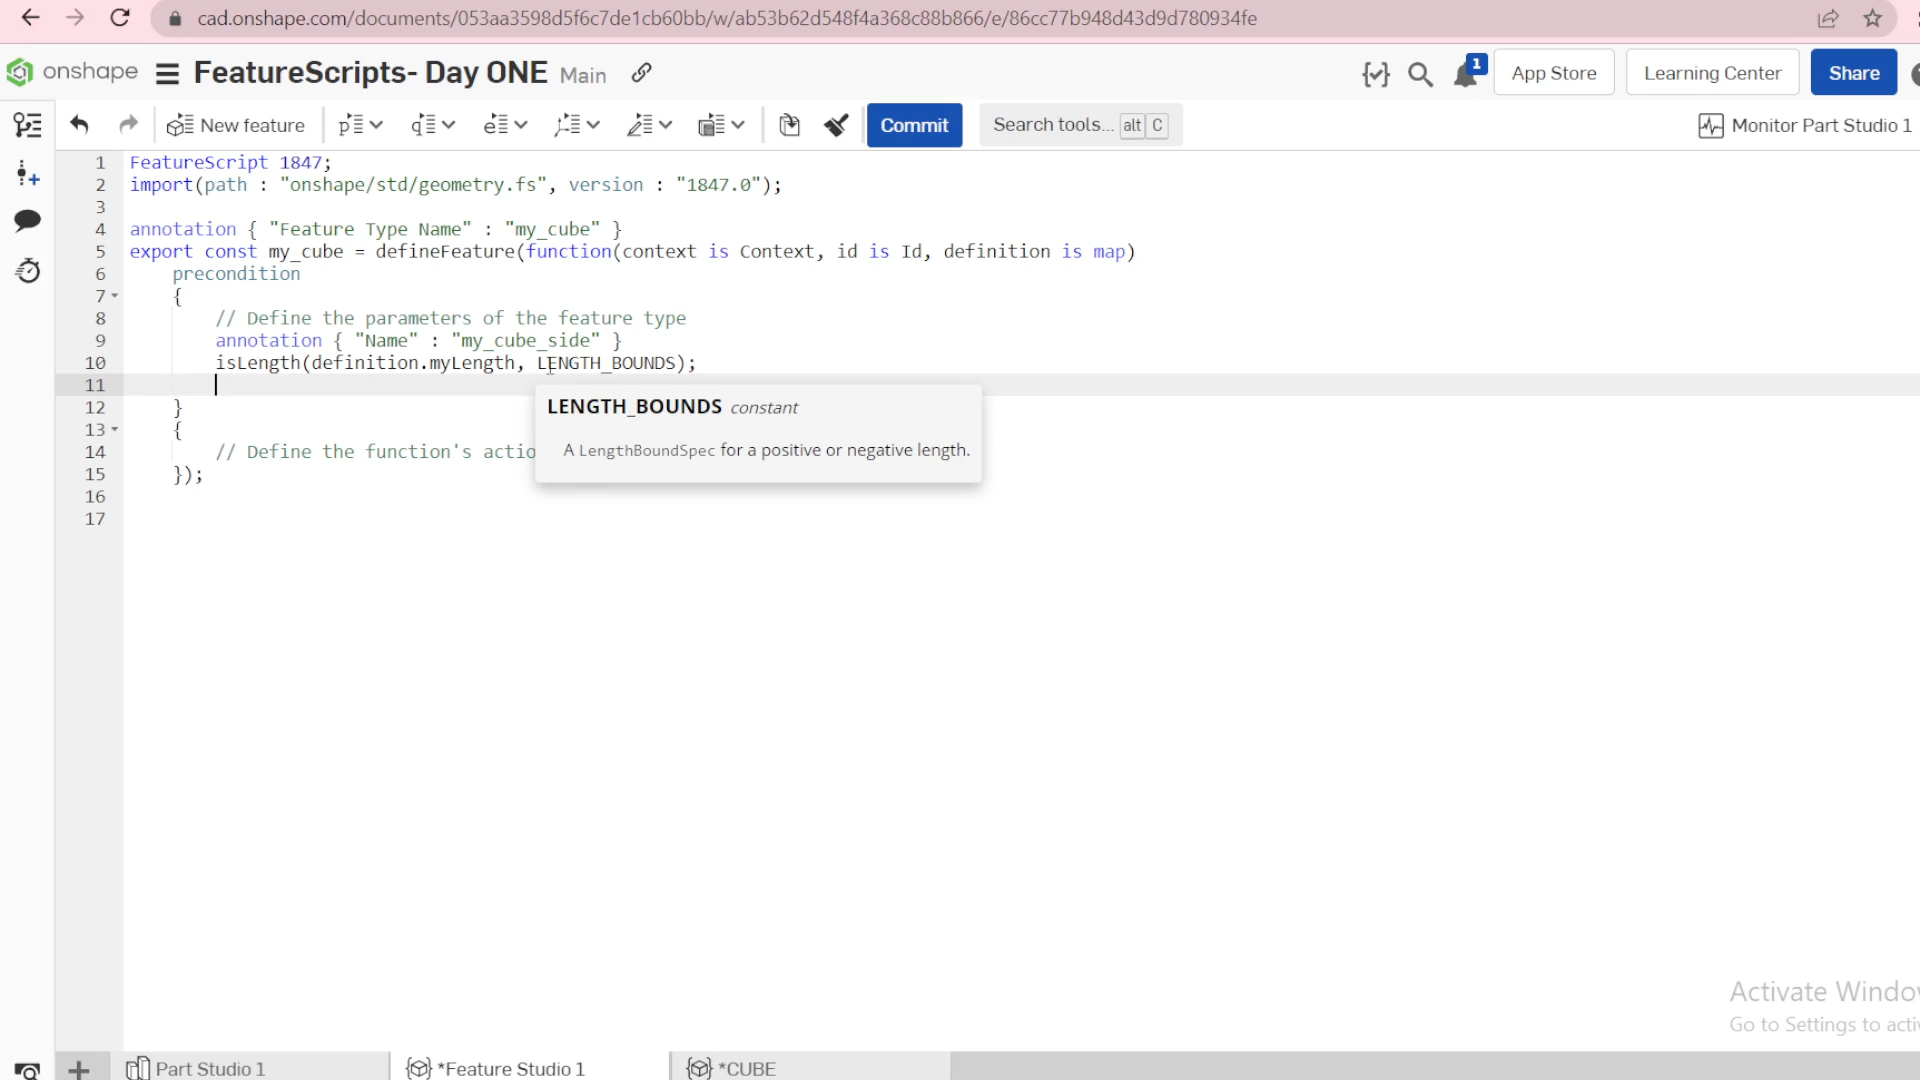 cad.onshape.com/documents/053aa3598d5f6c7de1cb60bb/w/ab53b62d548f4a368c88b866/e/86cc77b948d43d9d780934fe
onshape FeatureScripts- Day ONE Main 1 App Store Learning Center Share
New feature Commit Search tools... alt C Monitor Part Studio 1
1 FeatureScript 1847;
2 import(path : "onshape/std/geometry.fs", version : "1847.0");
3
4 annotation { "Feature Type Name" : "my_cube" }
5 export const my_cube = defineFeature(function(context is Context, id is Id, definition is map)
6 precondition
7 {
8 // Define the parameters of the feature type
9 annotation { "Name" : "my_cube_side" }
10 isLength(definition.myLength, LENGTH_BOUNDS);
11
12 }
13 {
14 // Define the function's actio
15 });
16
17
LENGTH_BOUNDS constant
A LengthBoundSpec for a positive or negative length.
Activate Windo
Go to Settings to acti
Part Studio 1 *Feature Studio 1 *CUBE